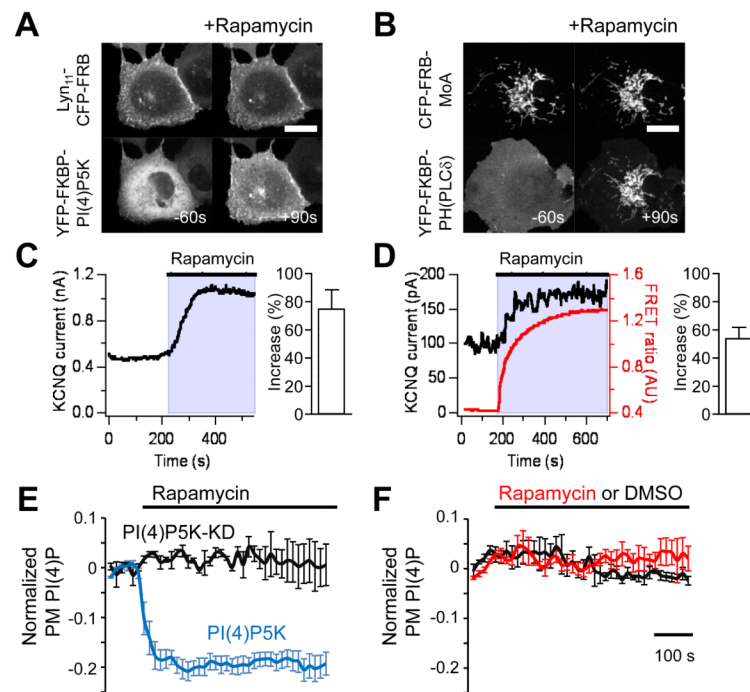 A
+Rapamycin
Lyn₁₁-
CFP-FRB
YFP-FKBP-
PI(4)P5K
-60s
+90s
B
+Rapamycin
CFP-FRB-
MoA
YFP-FKBP-
PH(PLCδ)
-60s
+90s
C
Rapamycin
KCNQ current (nA)
1.2
0.8
0.4
0.0
0
200
400
Time (s)
Increase (%)
100
80
60
40
20
0
D
Rapamycin
KCNQ current (pA)
200
150
100
50
0
0
200
400
600
Time (s)
1.6
1.2
0.8
0.4
FRET ratio (AU)
Increase (%)
100
80
60
40
20
0
E
Rapamycin
Normalized
PM PI(4)P
0.1
0
-0.1
-0.2
PI(4)P5K-KD
PI(4)P5K
F
Rapamycin or DMSO
Normalized
PM PI(4)P
0.1
0
-0.1
-0.2
100 s